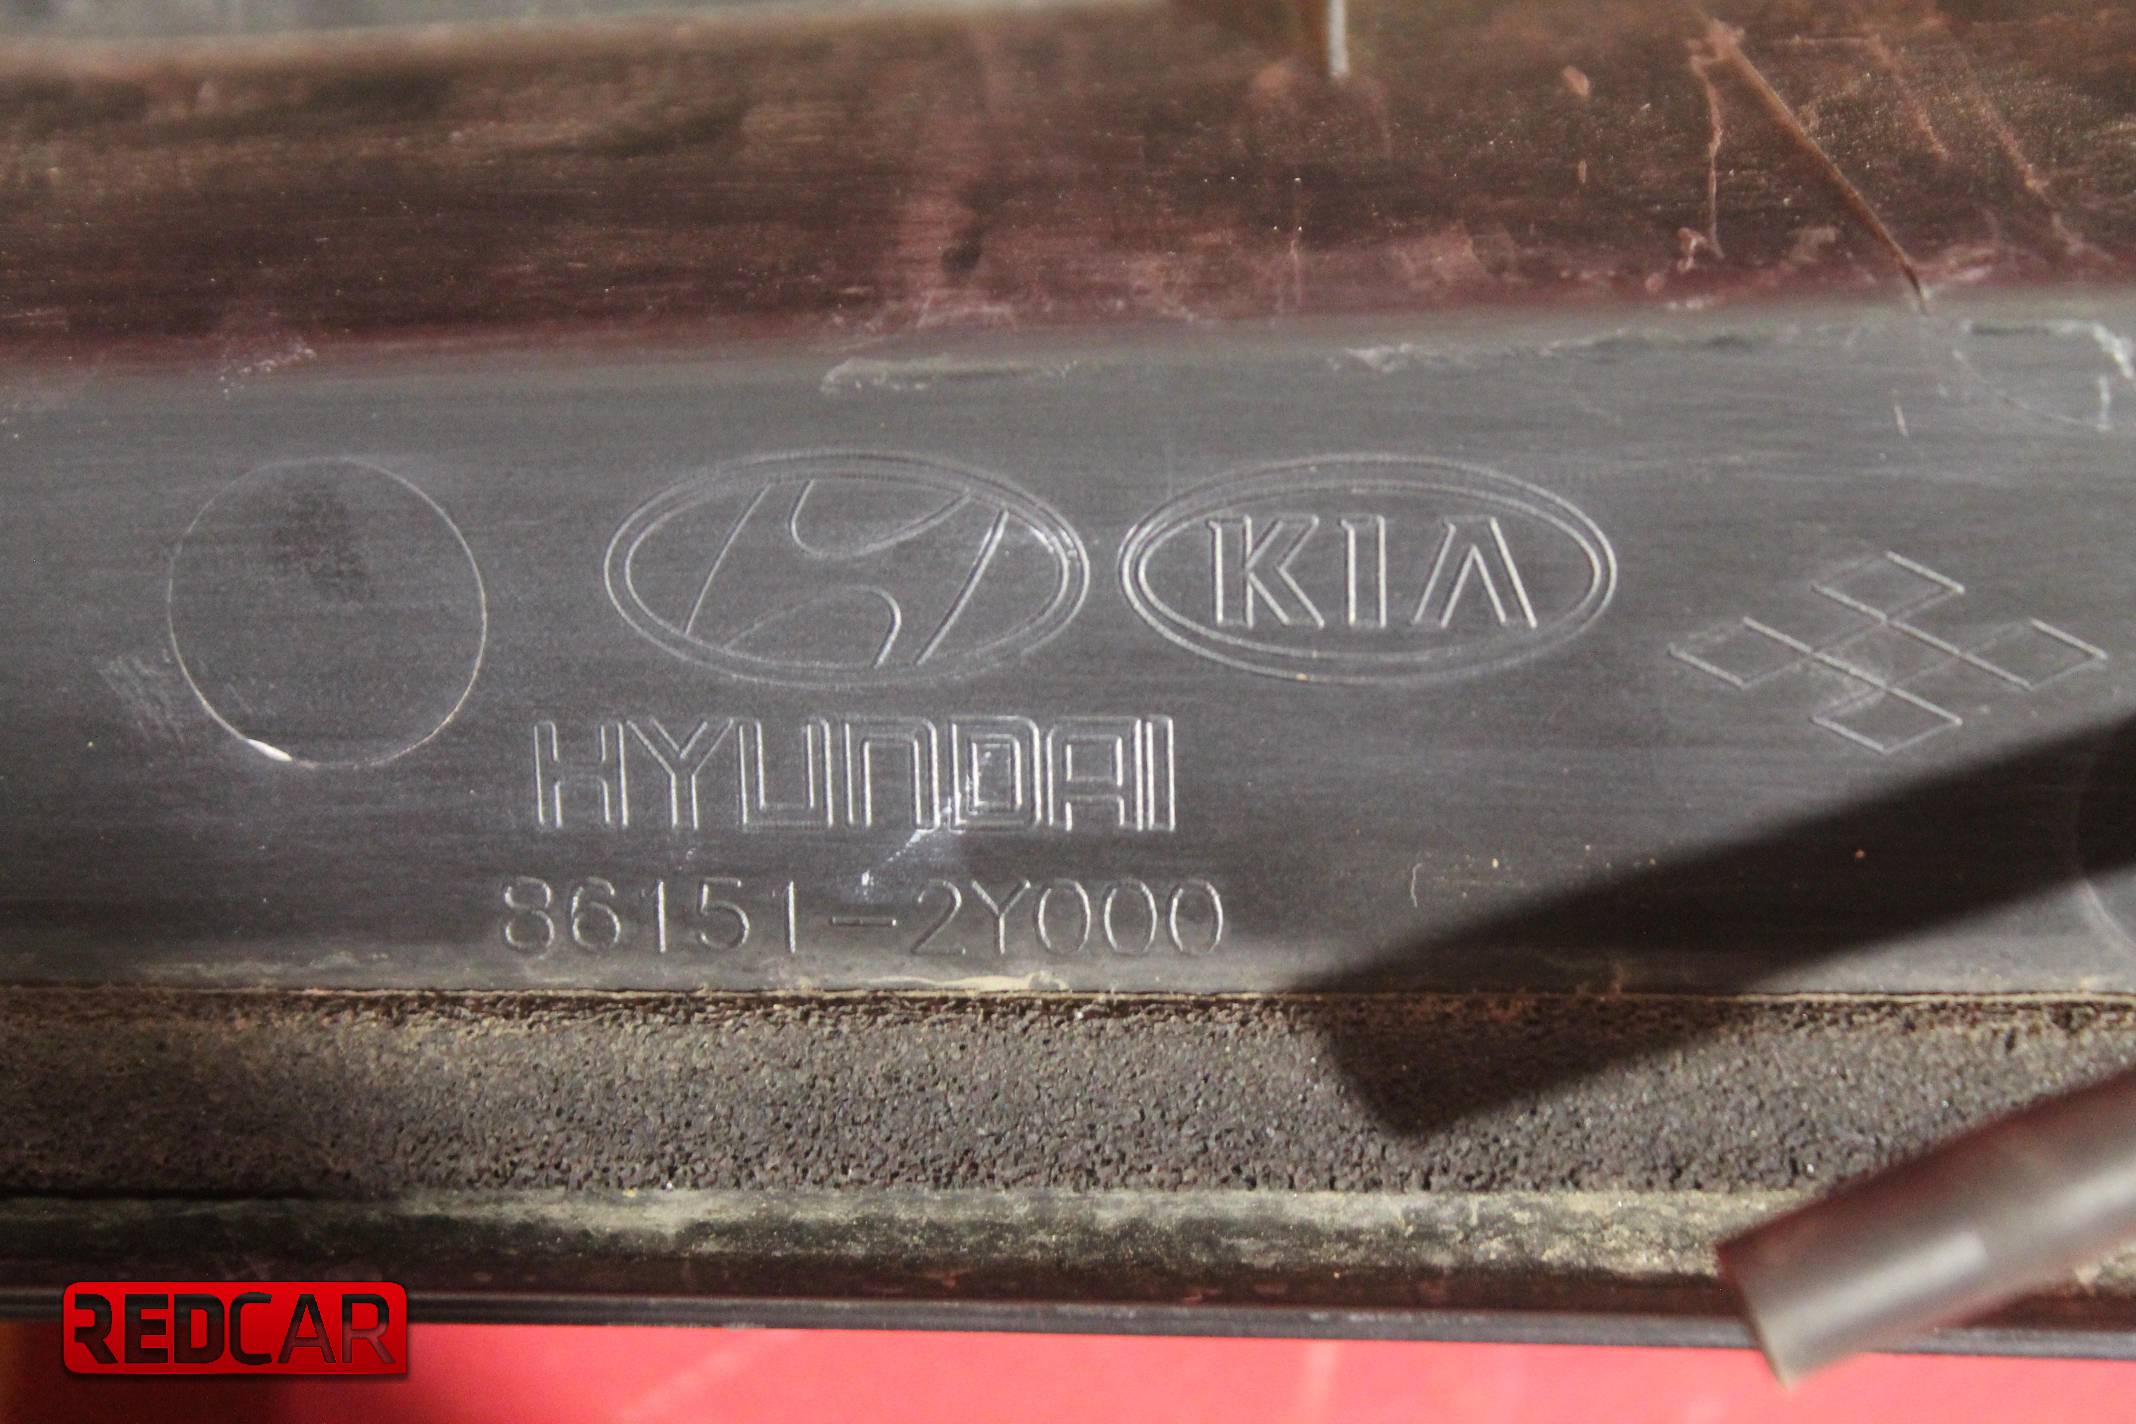 KIA
HYUNDAI
86151-2Y000
REDCAR